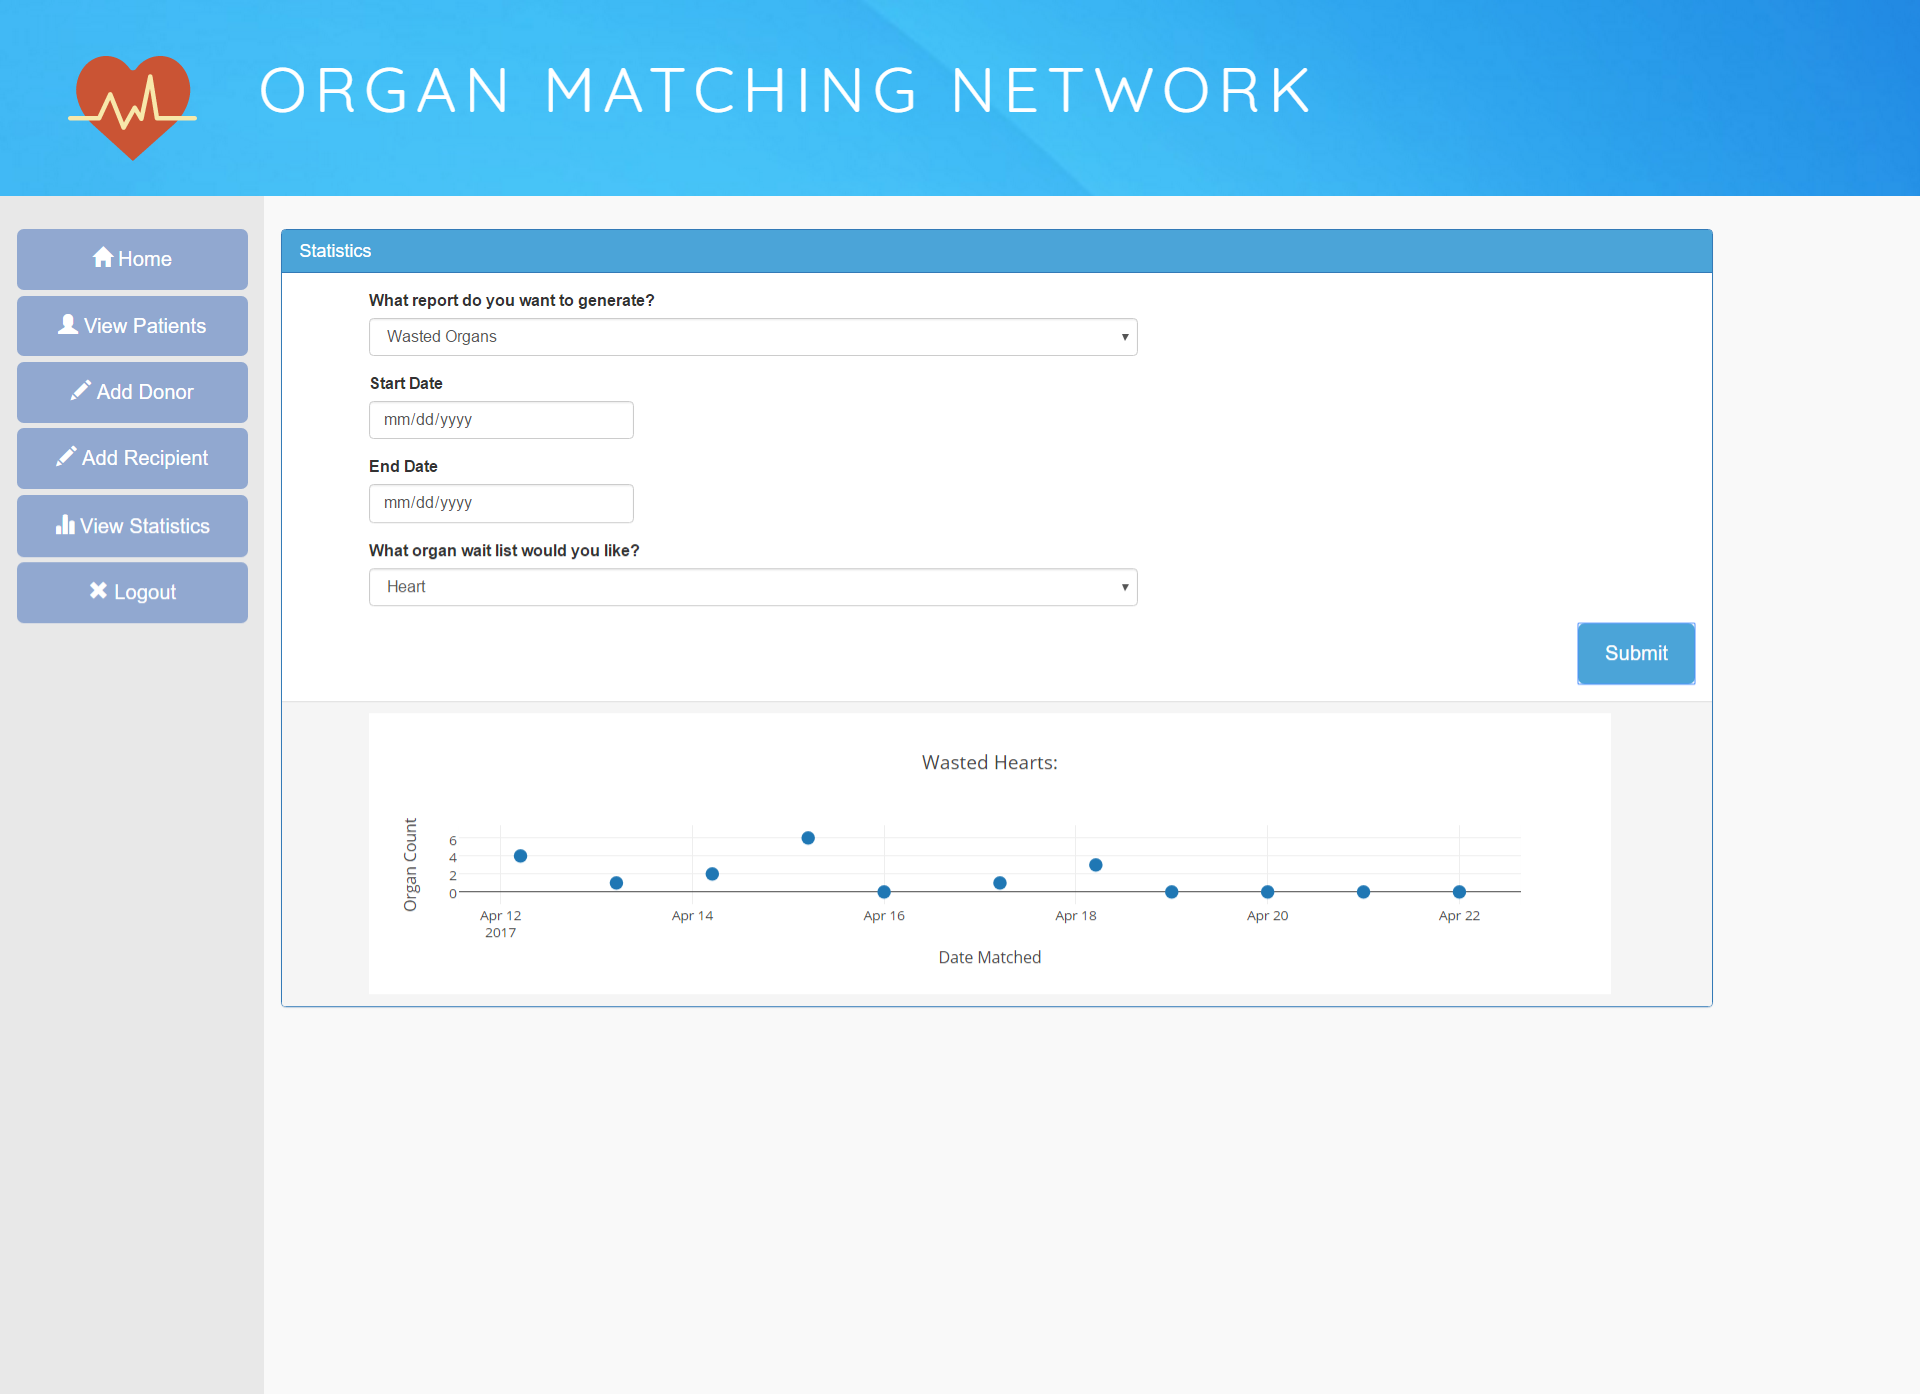 ORGAN MATCHING NETWORK
Home
View Patients
Add Donor
Add Recipient
View Statistics
Logout
Statistics
What report do you want to generate?
Wasted Organs
Start Date
mm/dd/yyyy
End Date
mm/dd/yyyy
What organ wait list would you like?
Heart
Submit
Wasted Hearts:
Organ Count
6
4
2
0
Apr 12 Apr 14 Apr 16 Apr 18 Apr 20 Apr 22
2017
Date Matched